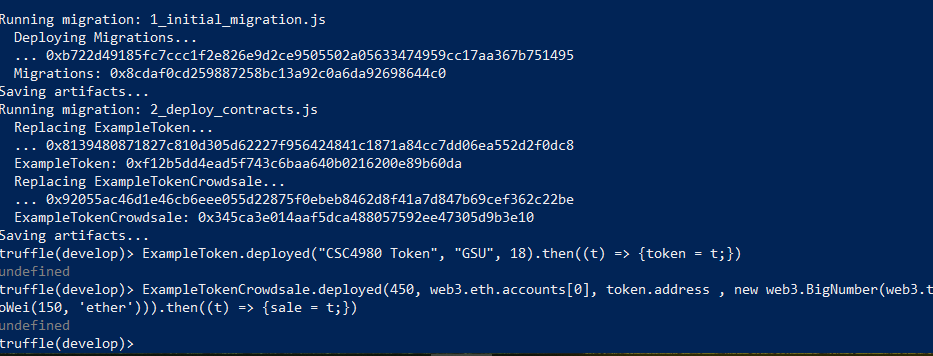 Running migration: 1_initial_migration.js
  Deploying Migrations...
  ... 0xb722d49185fc7ccc1f2e826e9d2ce9505502a05633474959cc17aa367b751495
  Migrations: 0x8cdaf0cd259887258bc13a92c0a6da92698644c0
Saving artifacts...
Running migration: 2_deploy_contracts.js
  Replacing ExampleToken...
  ... 0x8139480871827c810d305d62227f956424841c1871a84cc7dd06ea552d2f0dc8
  ExampleToken: 0xf12b5dd4ead5f743c6baa640b0216200e89b60da
  Replacing ExampleTokenCrowdsale...
  ... 0x92055ac46d1e46cb6eee055d22875f0ebeb8462d8f41a7d847b69cef362c22be
  ExampleTokenCrowdsale: 0x345ca3e014aaf5dca488057592ee47305d9b3e10
Saving artifacts...
truffle(develop)> ExampleToken.deployed("CSC4980 Token", "GSU", 18).then((t) => {token = t;})
undefined
truffle(develop)> ExampleTokenCrowdsale.deployed(450, web3.eth.accounts[0], token.address , new web3.BigNumber(web3.t
oWei(150, 'ether'))).then((t) => {sale = t;})
undefined
truffle(develop)>